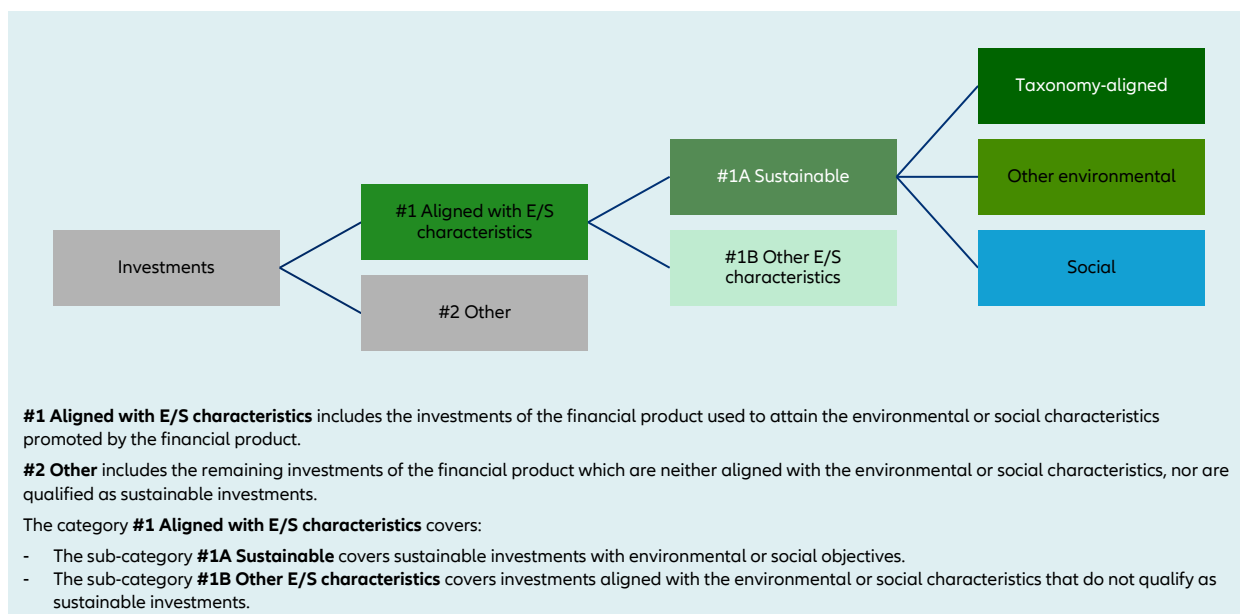 Taxonomy-aligned
#1A Sustainable
Other environmental
#1 Aligned with E/S
characteristics
#1B Other E/S
characteristics
Social
Investments
#2 Other
#1 Aligned with E/S characteristics includes the investments of the financial product used to attain the environmental or social characteristics
promoted by the financial product.
#2 Other includes the remaining investments of the financial product which are neither aligned with the environmental or social characteristics, nor are
qualified as sustainable investments.
The category #1 Aligned with E/S characteristics covers:
- The sub-category #1A Sustainable covers sustainable investments with environmental or social objectives.
- The sub-category #1B Other E/S characteristics covers investments aligned with the environmental or social characteristics that do not qualify as
sustainable investments.